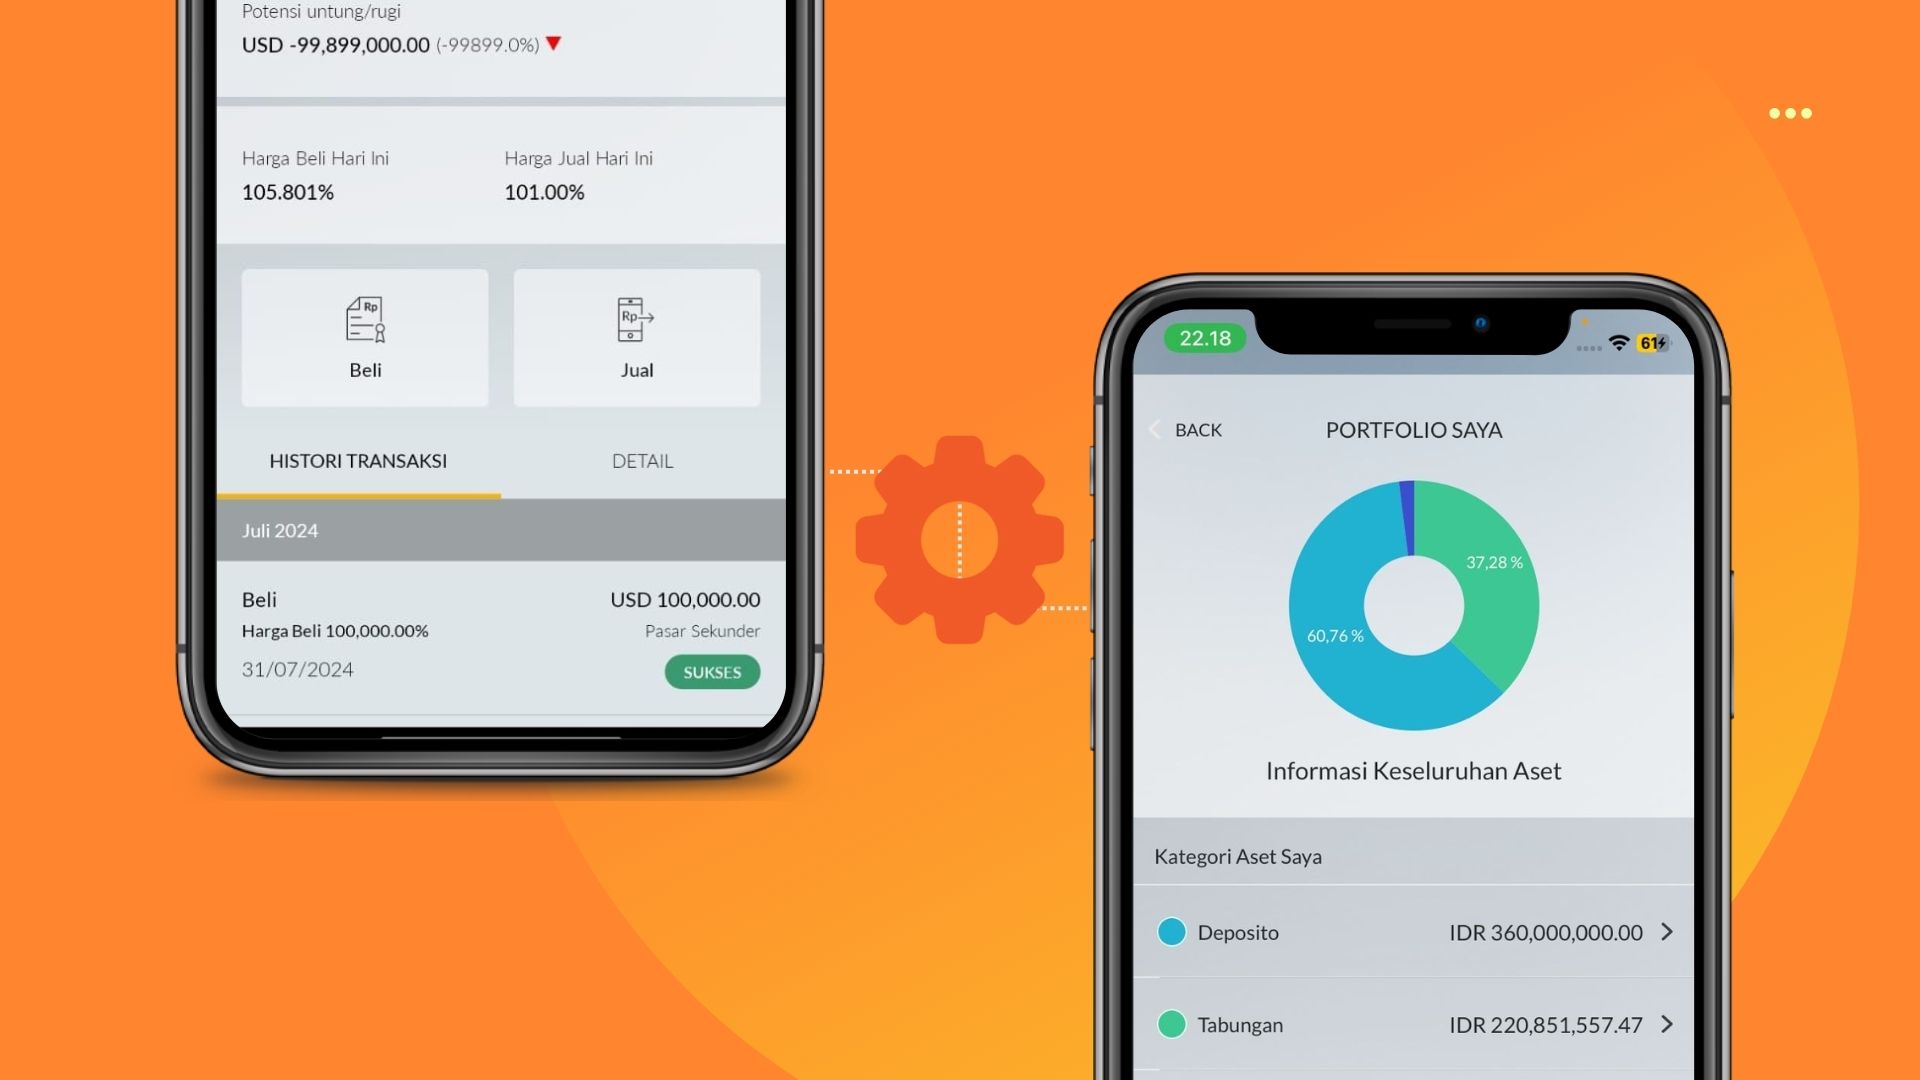 Potensi untung/rugi
USD -99,899,000.00 (-99899.0%)
Harga Beli Hari Ini
105.801%
Harga Jual Hari Ini
101.00%
Rp
Beli
Rp
Jual
HISTORI TRANSAKSI
DETAIL
Juli 2024
Beli
USD 100,000.00
Harga Beli 100,000.00%
Pasar Sekunder
31/07/2024
SUKSES
22.18
61
BACK
PORTFOLIO SAYA
37,28 %
60,76 %
Informasi Keseluruhan Aset
Kategori Aset Saya
Deposito
IDR 360,000,000.00
Tabungan
IDR 220,851,557.47